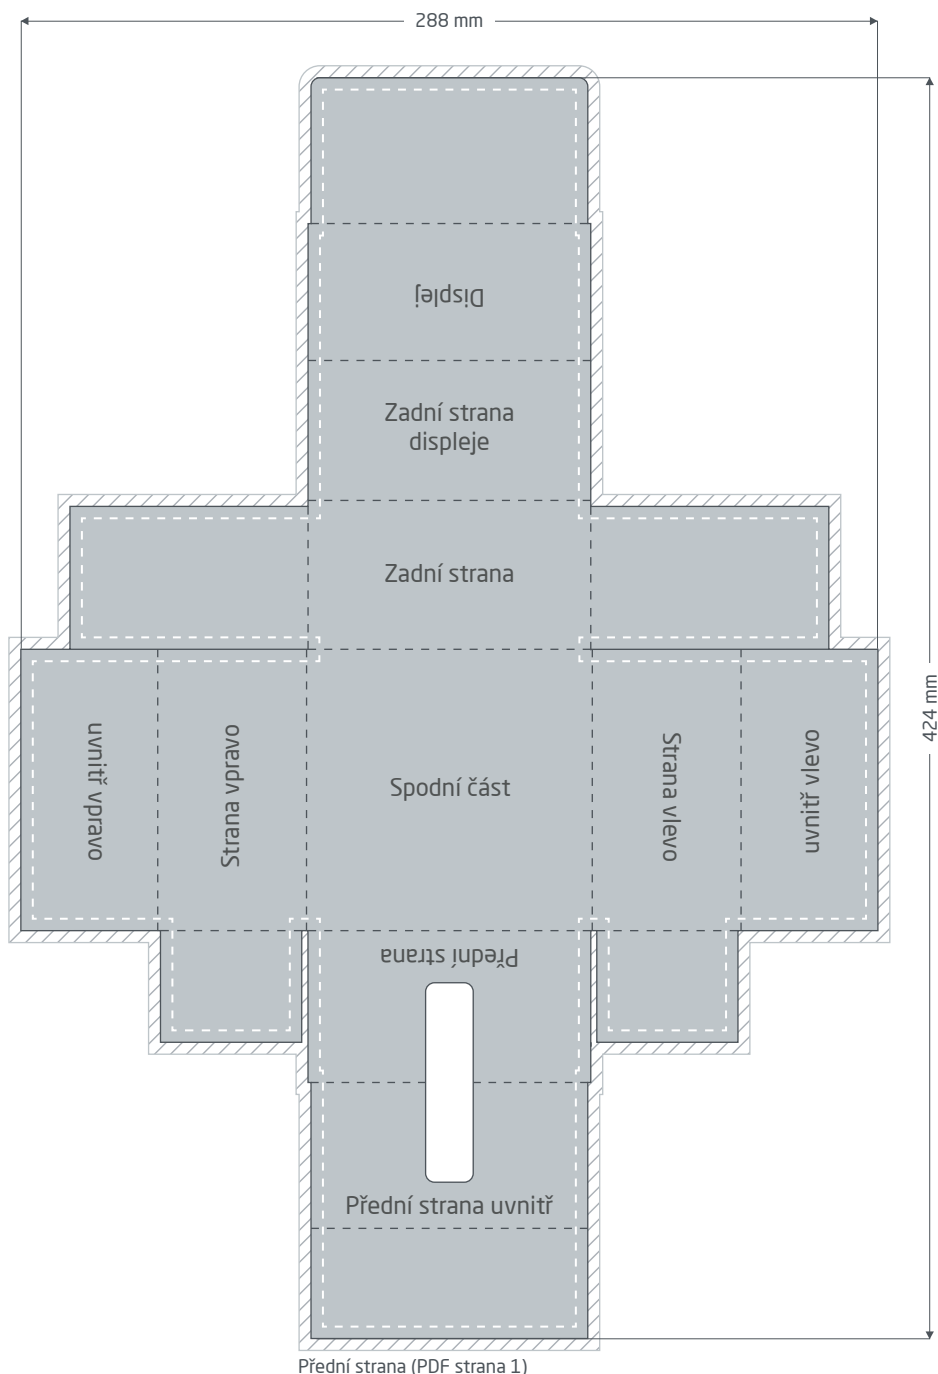 288 mm
Displej
Zadní strana
displeje
Zadní strana
424 mm
uvnitř vpravo
Strana vpravo
Spodní část
Strana vlevo
uvnitř vlevo
Přední strana
Přední strana uvnitř
Přední strana (PDF strana 1)